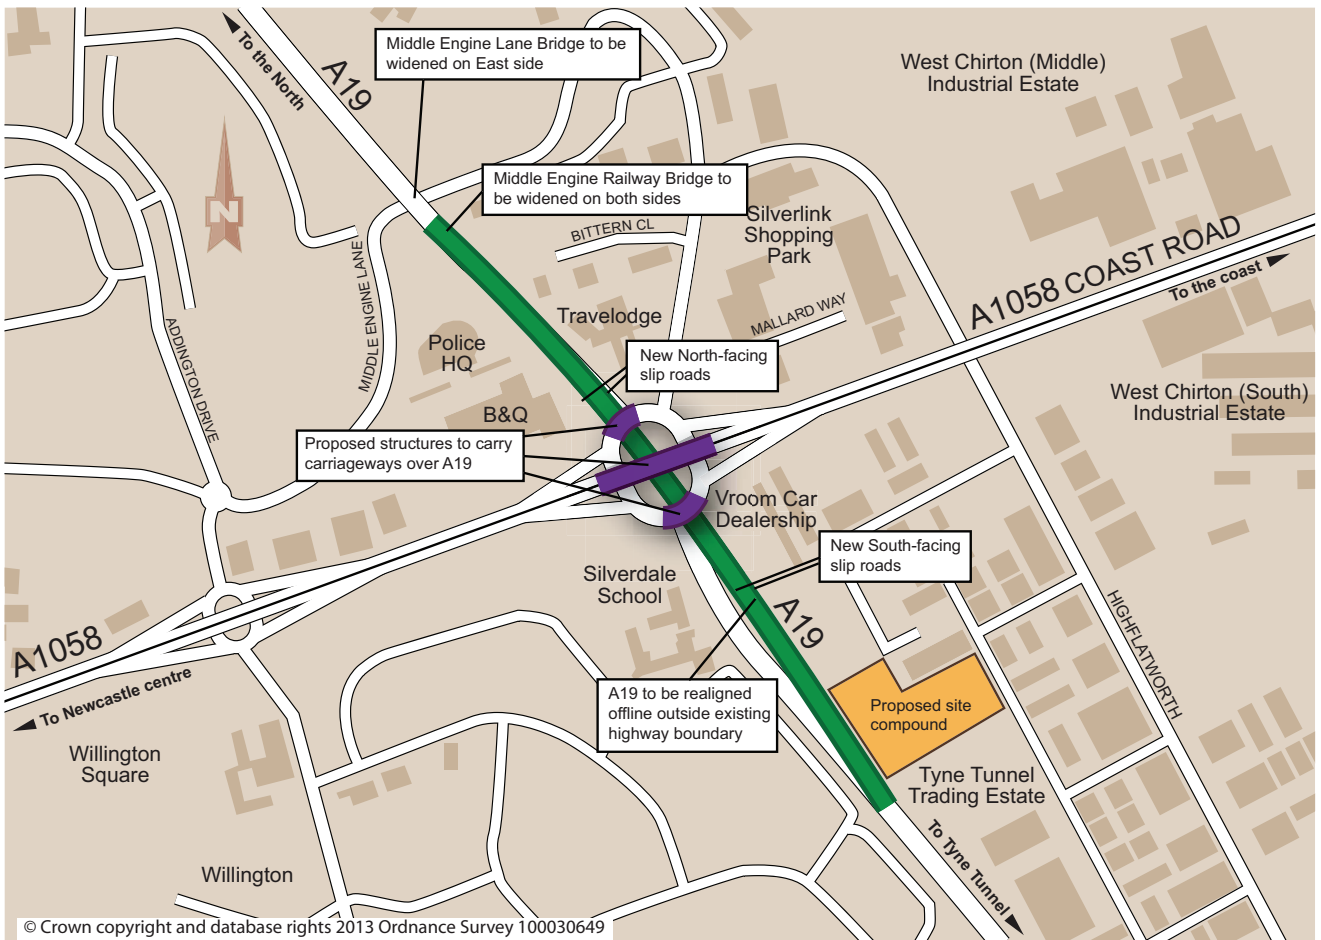 Middle Engine Lane Bridge to be
widened on East side
To the North
A19
West Chirton (Middle)
Industrial Estate
N
Middle Engine Railway Bridge to
be widened on both sides
Silverlink
Shopping
Park
BITTERN CL
A1058 COAST ROAD
To the coast
MIDDLE ENGINE LANE
ADDINGTON DRIVE
Travelodge
MALLARD WAY
Police
HQ
New North-facing
slip roads
West Chirton (South)
Industrial Estate
B&Q
Proposed structures to carry
carriageways over A19
Vroom Car
Dealership
New South-facing
slip roads
Silverdale
School
A19
HIGHFLATWORTH
A1058
To Newcastle centre
A19 to be realigned
offline outside existing
highway boundary
Proposed site
compound
Willington
Square
Tyne Tunnel
Trading Estate
To Tyne Tunnel
Willington
© Crown copyright and database rights 2013 Ordnance Survey 100030649